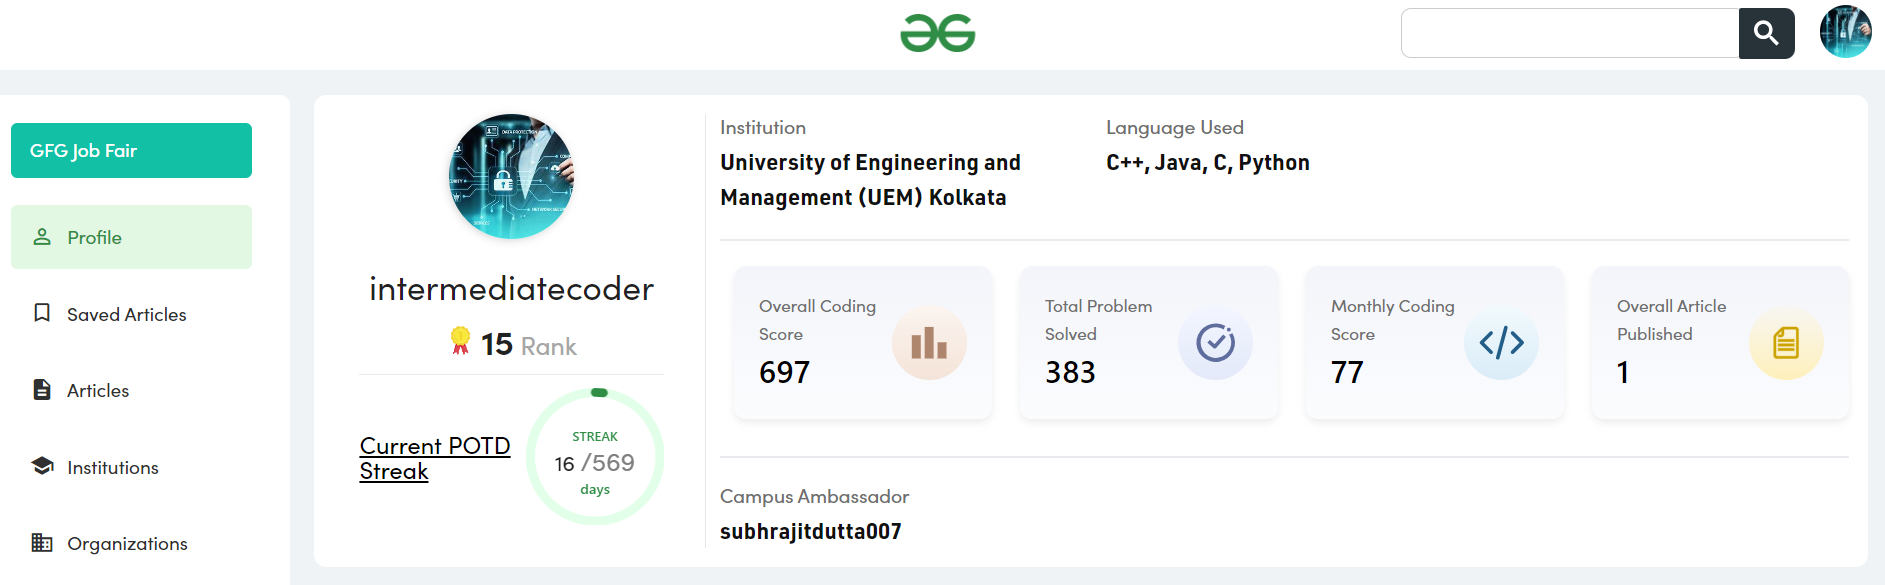 GFG Job Fair
Profile
Saved Articles
Articles
Institutions
Organizations
intermediatecoder
15 Rank
Current POTD
Streak
STREAK
16 /569
days
Institution
University of Engineering and
Management (UEM) Kolkata
Language Used
C++, Java, C, Python
Overall Coding
Score
697
Total Problem
Solved
383
Monthly Coding
Score
77
Overall Article
Published
1
Campus Ambassador
subhrajitdutta007